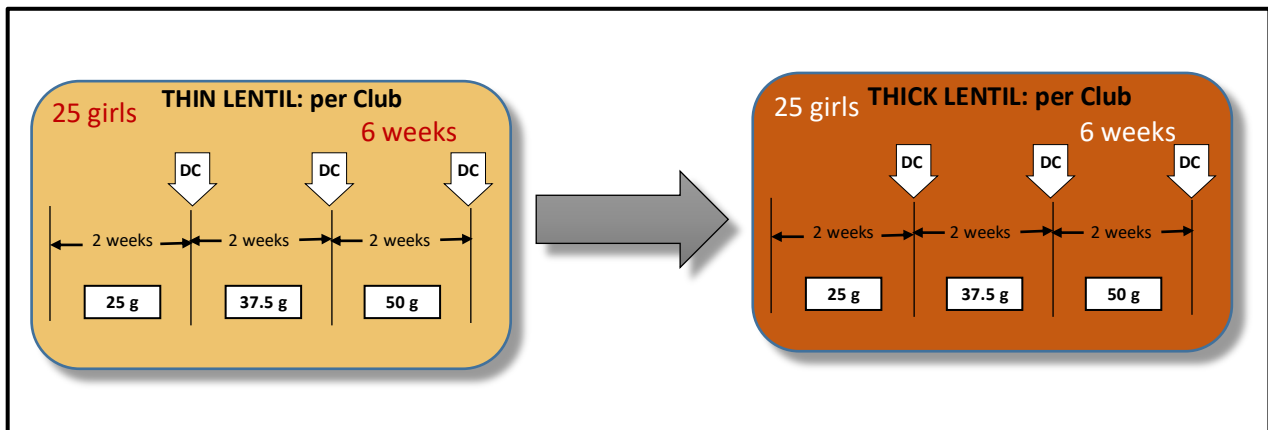 THIN LENTIL: per Club
25 girls
6 weeks
DC
DC
DC
2 weeks
2 weeks
2 weeks
25 g
37.5 g
50 g
THICK LENTIL: per Club
25 girls
6 weeks
DC
DC
DC
2 weeks
2 weeks
2 weeks
25 g
37.5 g
50 g